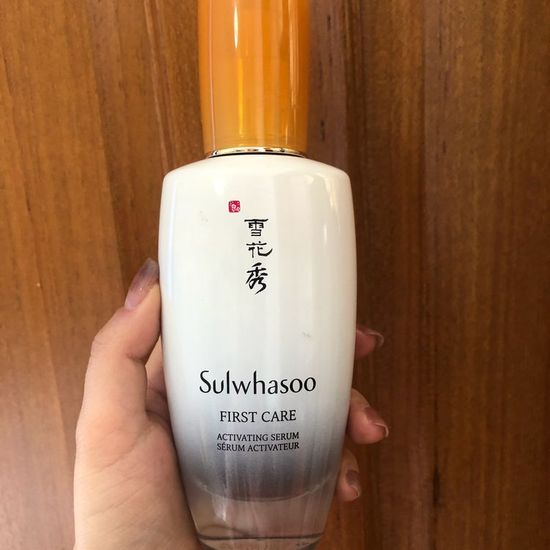 雪
花
秀
Sulwhasoo
FIRST CARE
ACTIVATING SERUM
SÉRUM ACTIVATEUR